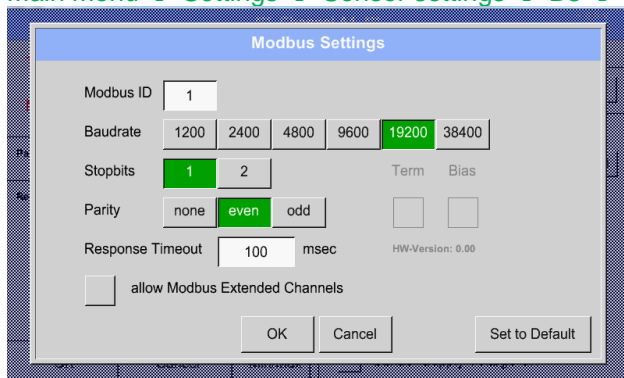 Modbus Settings
Modbus ID 1
Baudrate 1200 2400 4800 9600 19200 38400
Stopbits 1 2 Term Bias
Parity none even odd
Response Timeout 100 msec HW-Version: 0.00
allow Modbus Extended Channels
OK Cancel Set to Default